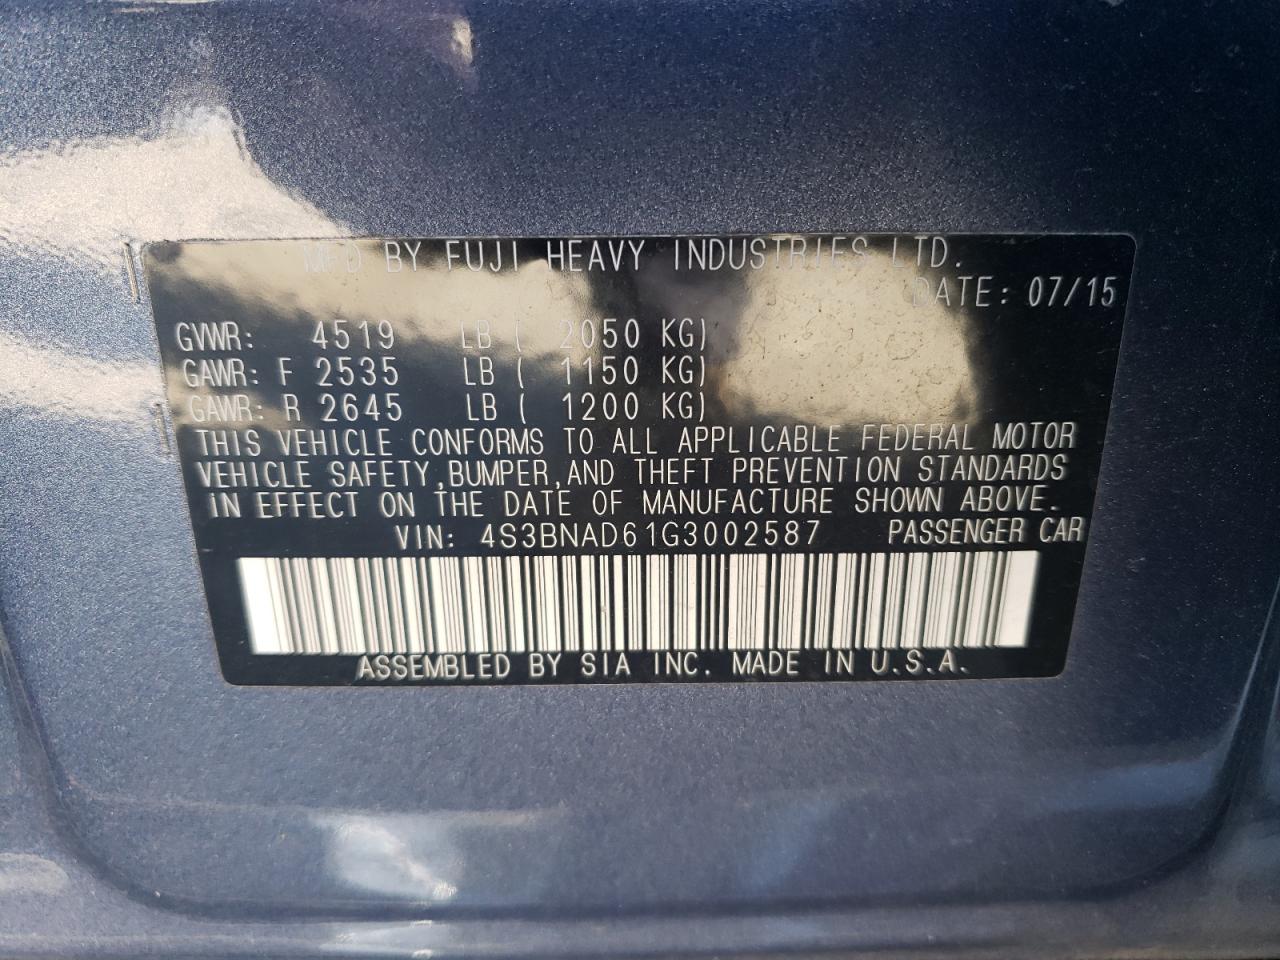 MFD BY FUJI HEAVY INDUSTRIES LTD.
DATE: 07/15
GVWR: 4519 LB ( 2050 KG)
GAWR: F 2535 LB ( 1150 KG)
GAWR: R 2645 LB ( 1200 KG)
THIS VEHICLE CONFORMS TO ALL APPLICABLE FEDERAL MOTOR
VEHICLE SAFETY,BUMPER,AND THEFT PREVENTION STANDARDS
IN EFFECT ON THE DATE OF MANUFACTURE SHOWN ABOVE.
VIN: 4S3BNAD61G3002587 PASSENGER CAR
ASSEMBLED BY SIA INC. MADE IN U.S.A.